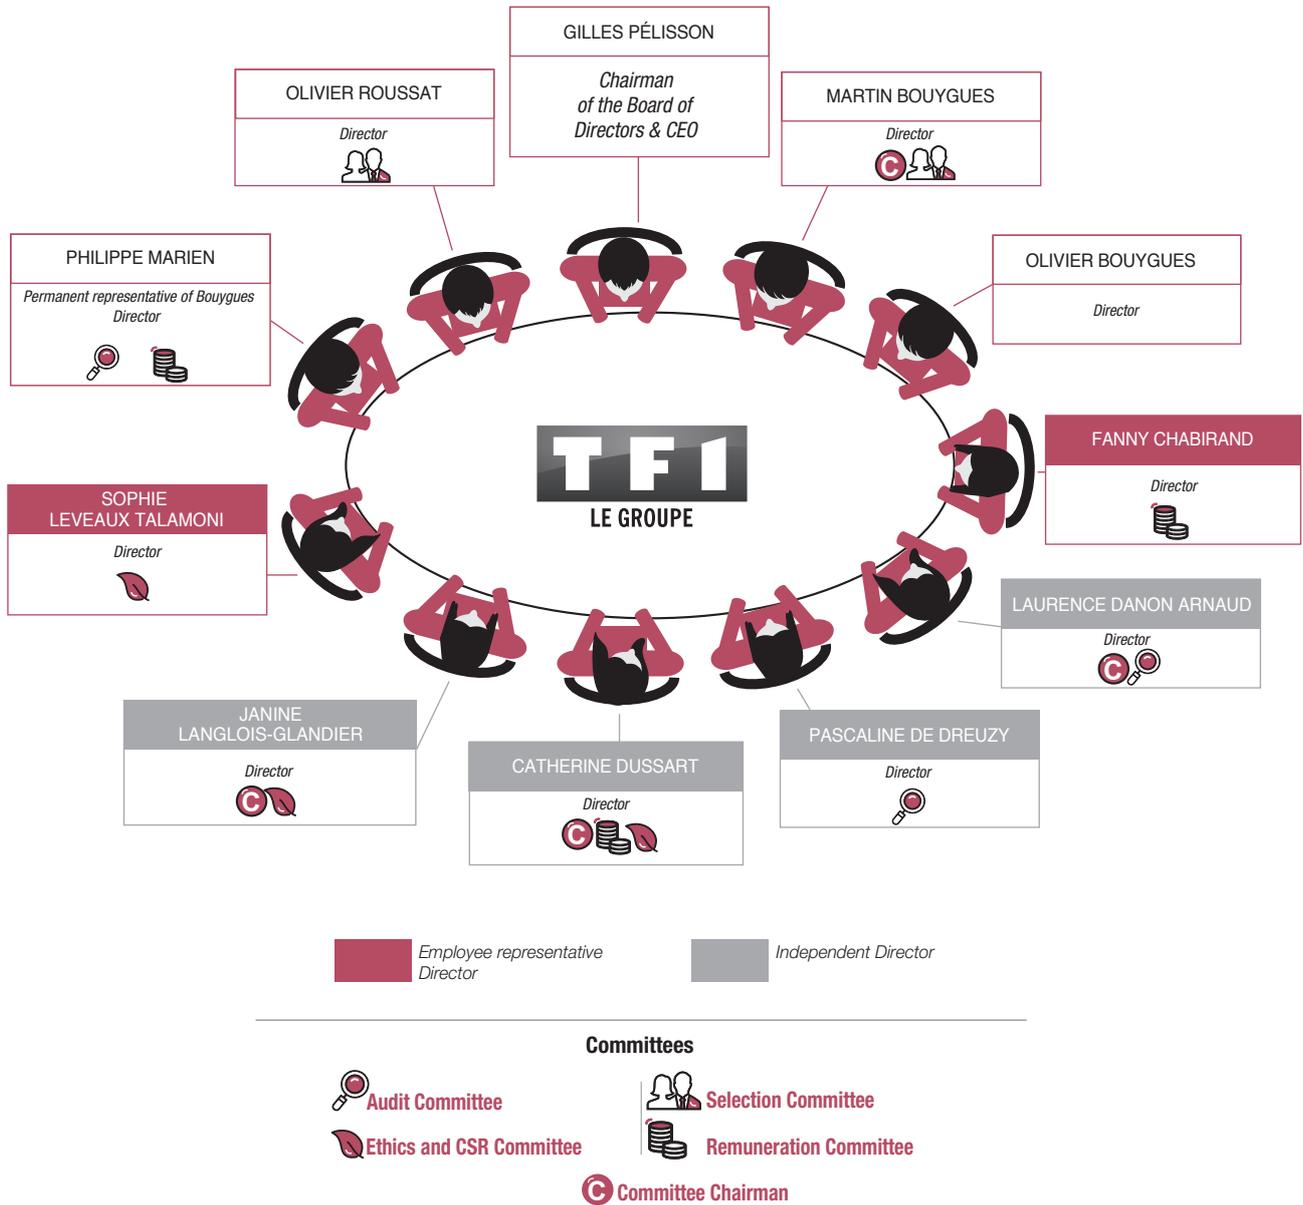 GILLES PÉLISSON
Chairman
of the Board of
Directors & CEO
OLIVIER ROUSSAT
Director
MARTIN BOUYGUES
Director
C
PHILIPPE MARIEN
Permanent representative of Bouygues
Director
OLIVIER BOUYGUES
Director
FANNY CHABIRAND
Director
TF1
LE GROUPE
SOPHIE
LEVEAUX TALAMONI
Director
LAURENCE DANON ARNAUD
Director
C
JANINE
LANGLOIS-GLANDIER
Director
C
CATHERINE DUSSART
Director
C
PASCALINE DE DREUZY
Director
Employee representative
Director
Independent Director
Committees
Audit Committee
Selection Committee
Ethics and CSR Committee
Remuneration Committee
C Committee Chairman